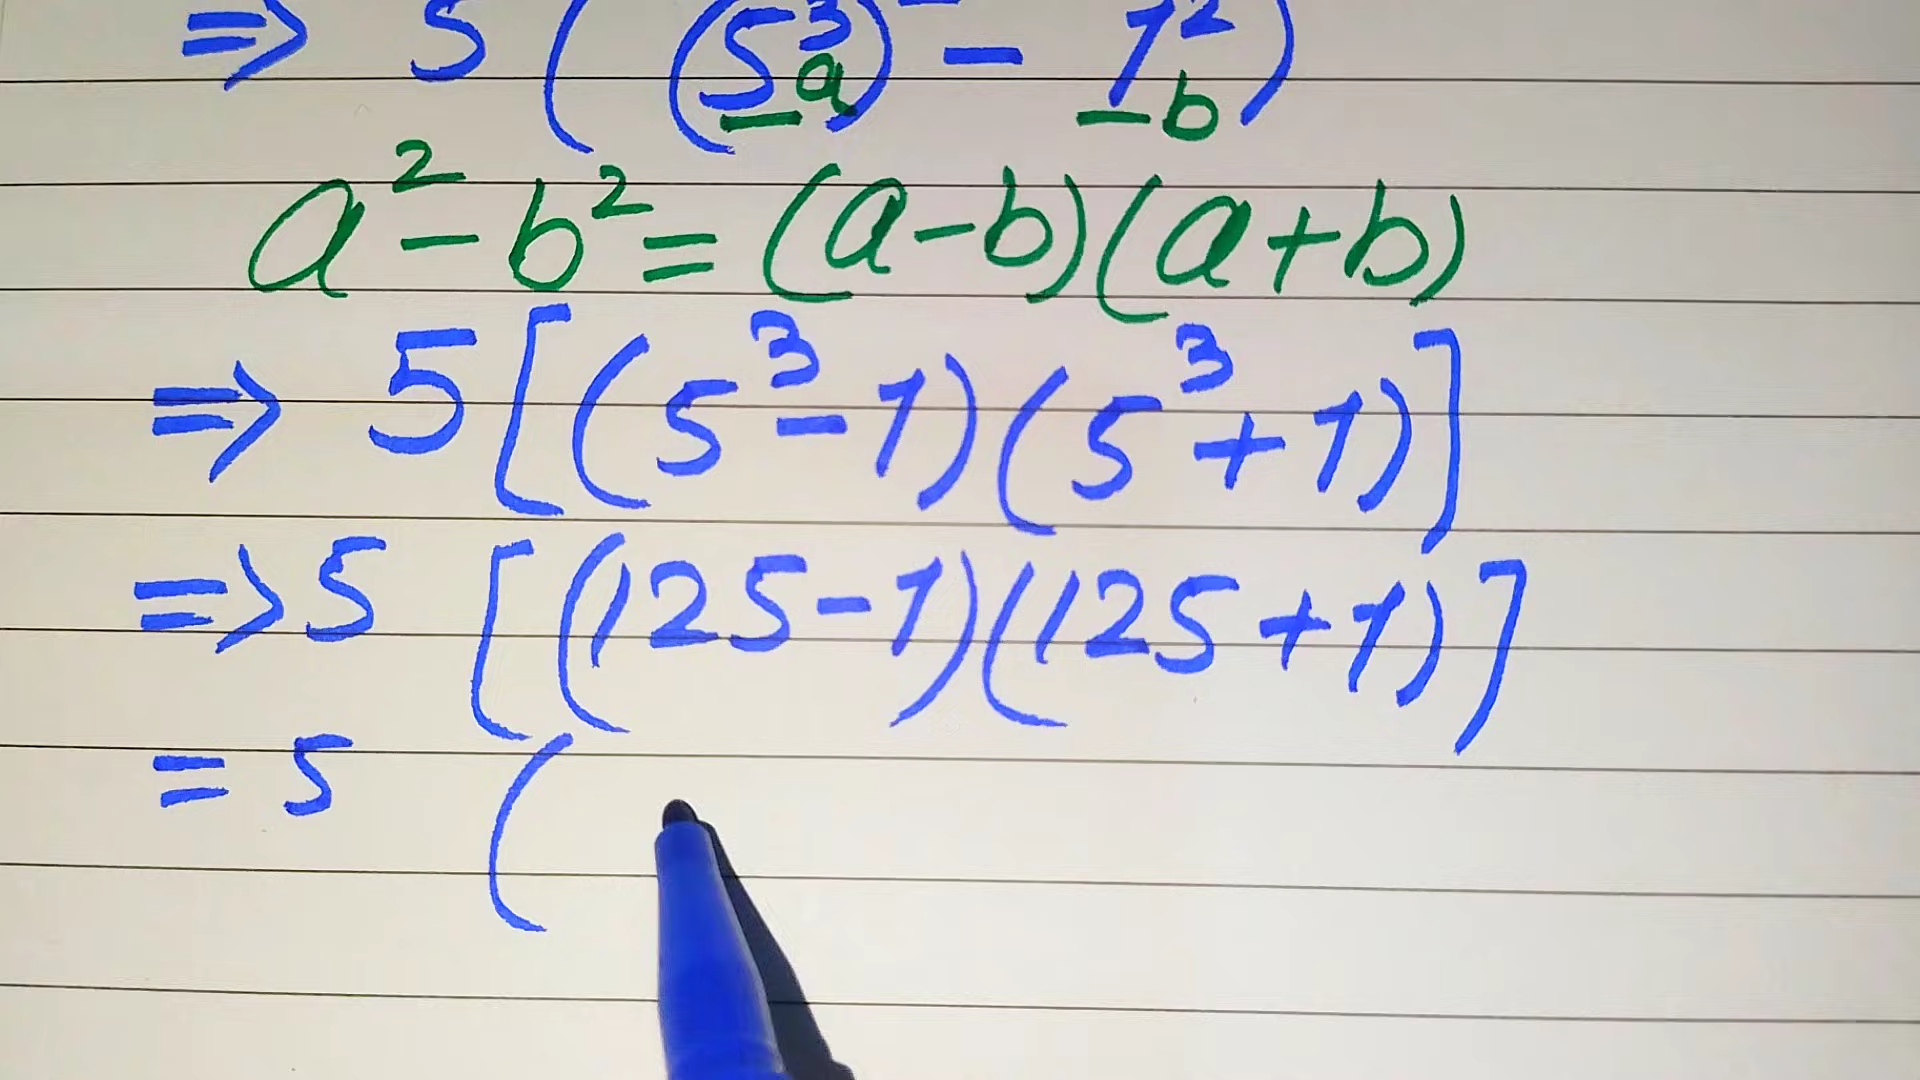 => 5 ( (5³)² - 1² )
a b
a² - b² = (a-b)(a+b)
=> 5 [(5³-1)(5³+1)]
=> 5 [(125-1)(125+1)]
= 5 (